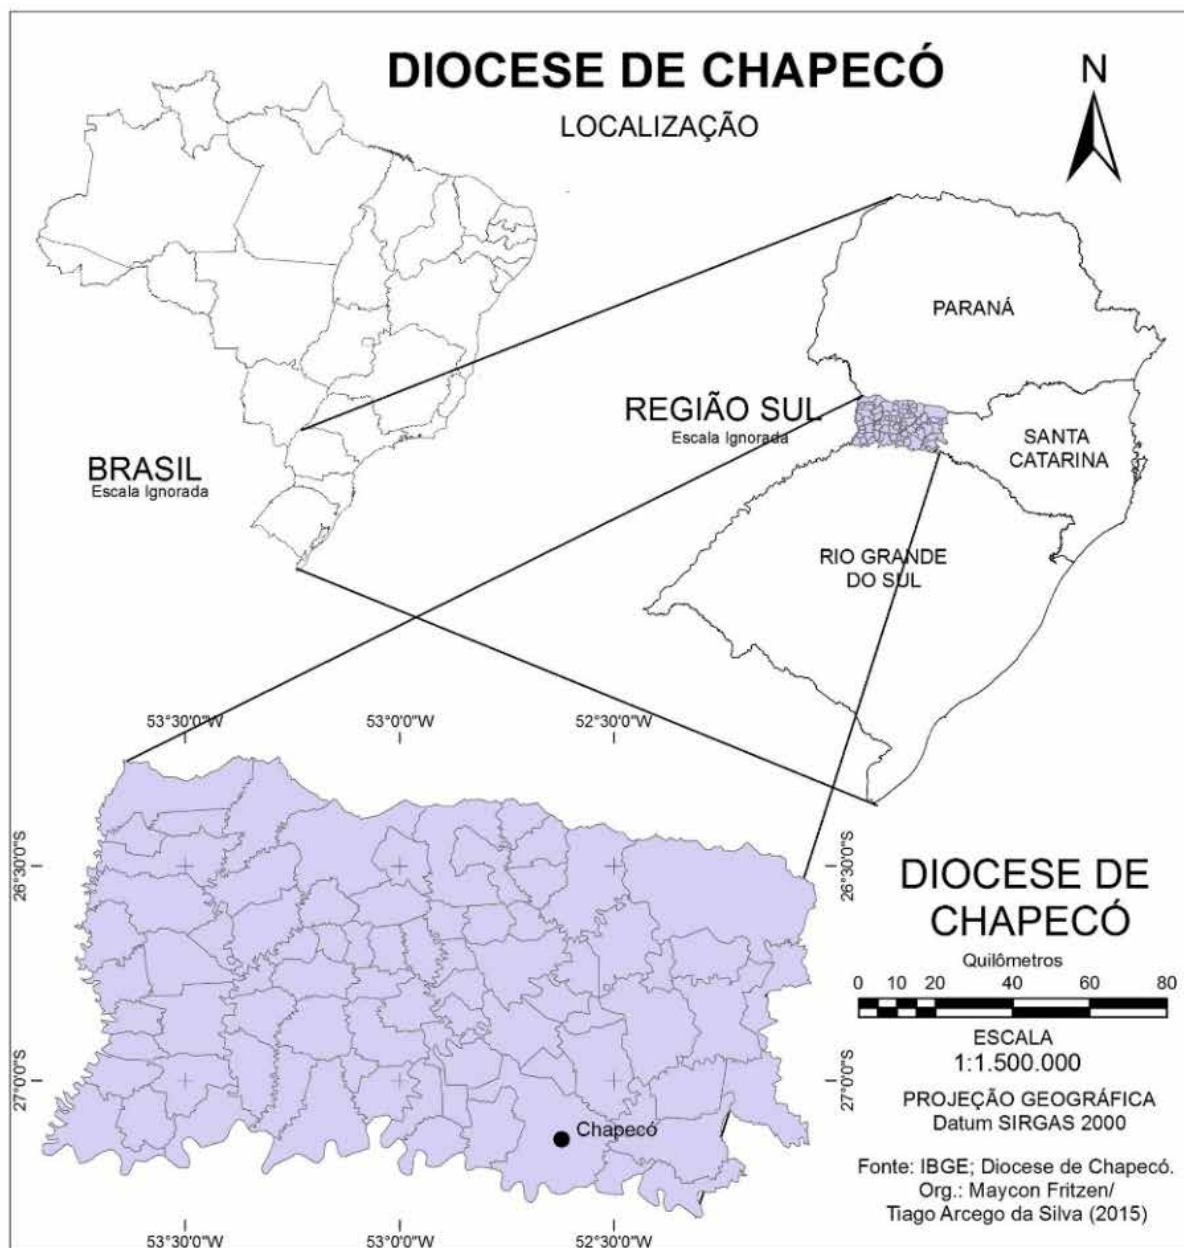 DIOCESE DE CHAPECÓ
LOCALIZAÇÃO
N
PARANÁ
REGIÃO SUL
Escala Ignorada
SANTA
CATARINA
BRASIL
Escala Ignorada
RIO GRANDE
DO SUL
53°30'0"W
53°0'0"W
52°30'0"W
26°30'0"S
26°30'0"S
DIOCESE DE
CHAPECÓ
Quilômetros
0 5 10 20 40 60 80
ESCALA
1:1.500.000
27°0'0"S
27°0'0"S
PROJEÇÃO GEOGRÁFICA
Datum SIRGAS 2000
Chapecó
Fonte: IBGE; Diocese de Chapecó.
Org.: Maycon Fritzen/
Tiago Arcego da Silva (2015)
53°30'0"W
53°0'0"W
52°30'0"W